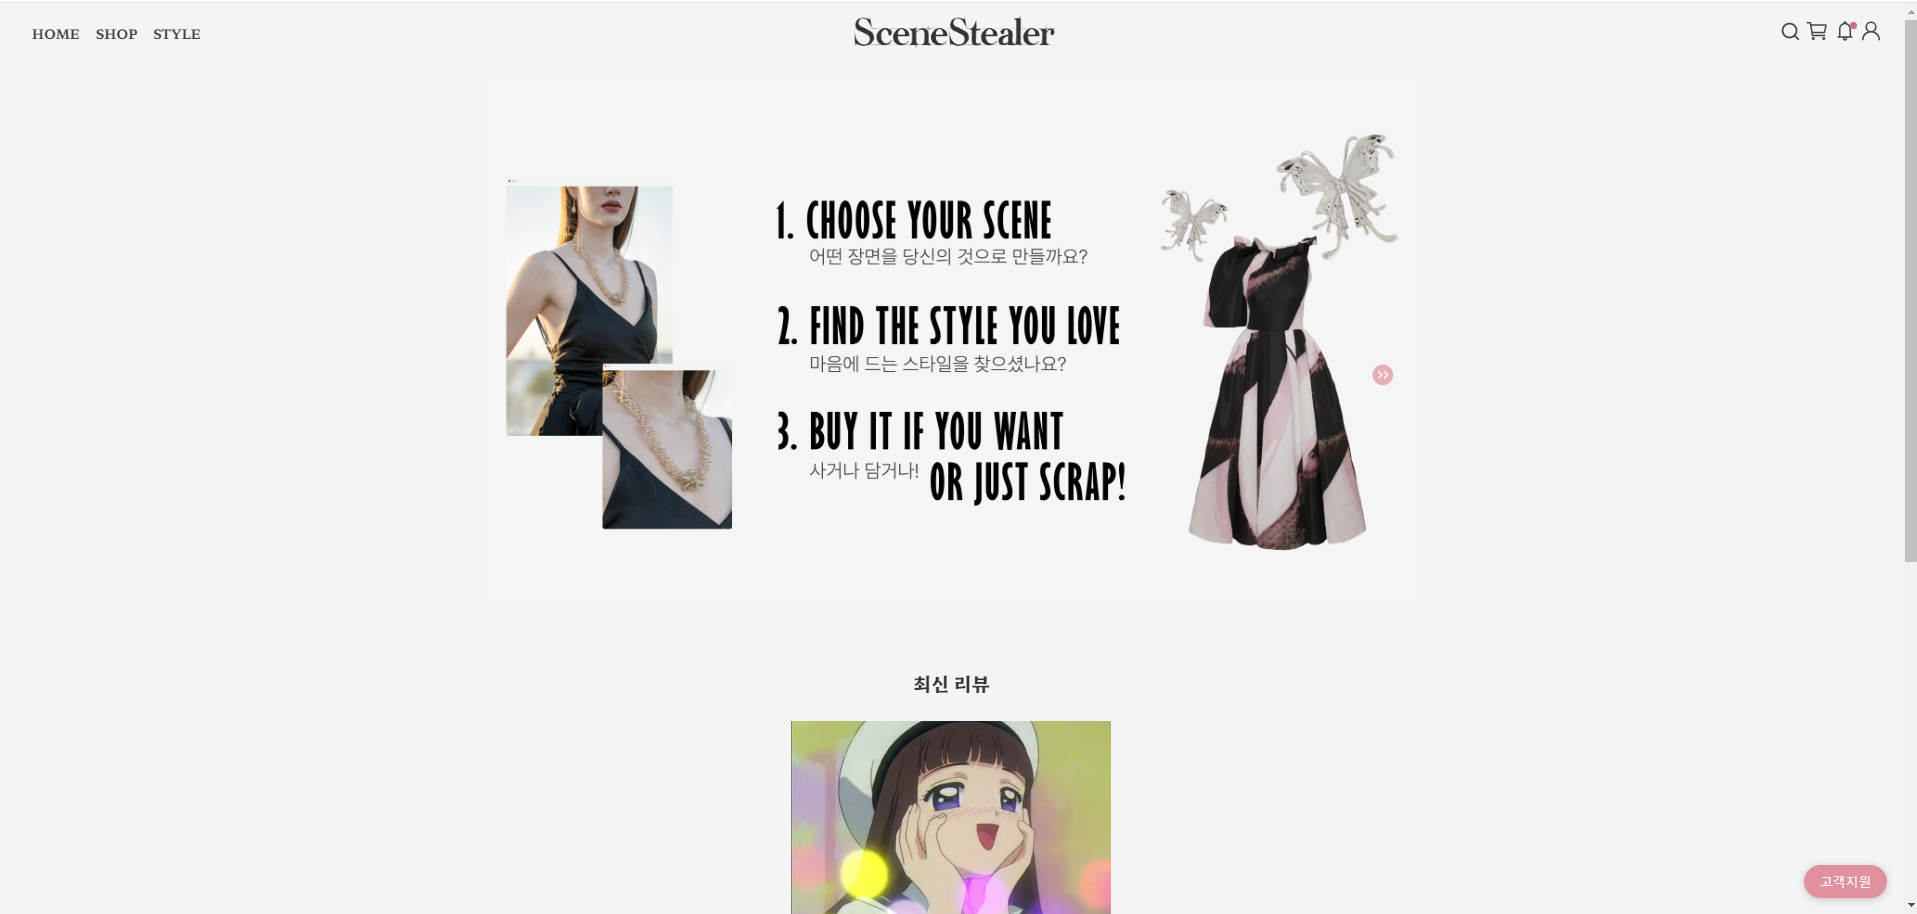 HOME SHOP STYLE
SceneStealer
1. CHOOSE YOUR SCENE
어떤 장면을 당신의 것으로 만들까요?
2. FIND THE STYLE YOU LOVE
마음에 드는 스타일을 찾으셨나요?
3. BUY IT IF YOU WANT
사거나 담거나! OR JUST SCRAP!
최신 리뷰
고객지원